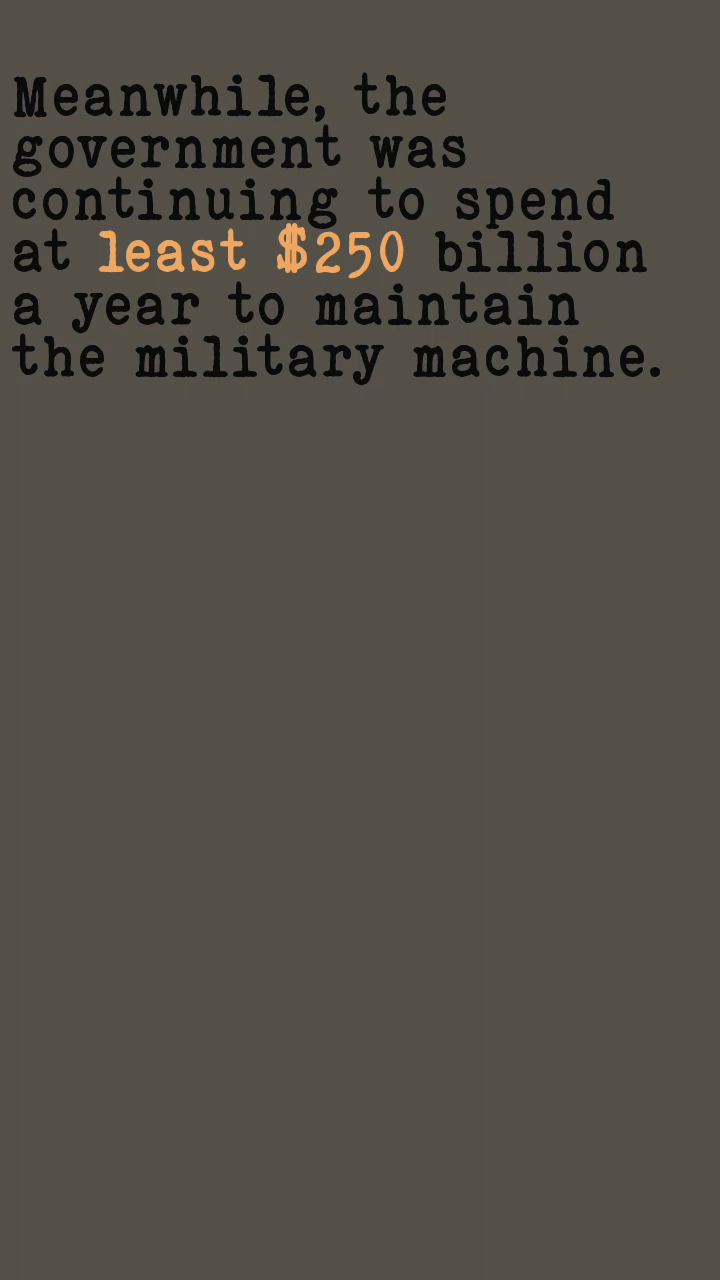 Meanwhile, the
government was
continuing to spend
at least $250 billion
a year to maintain
the military machine.